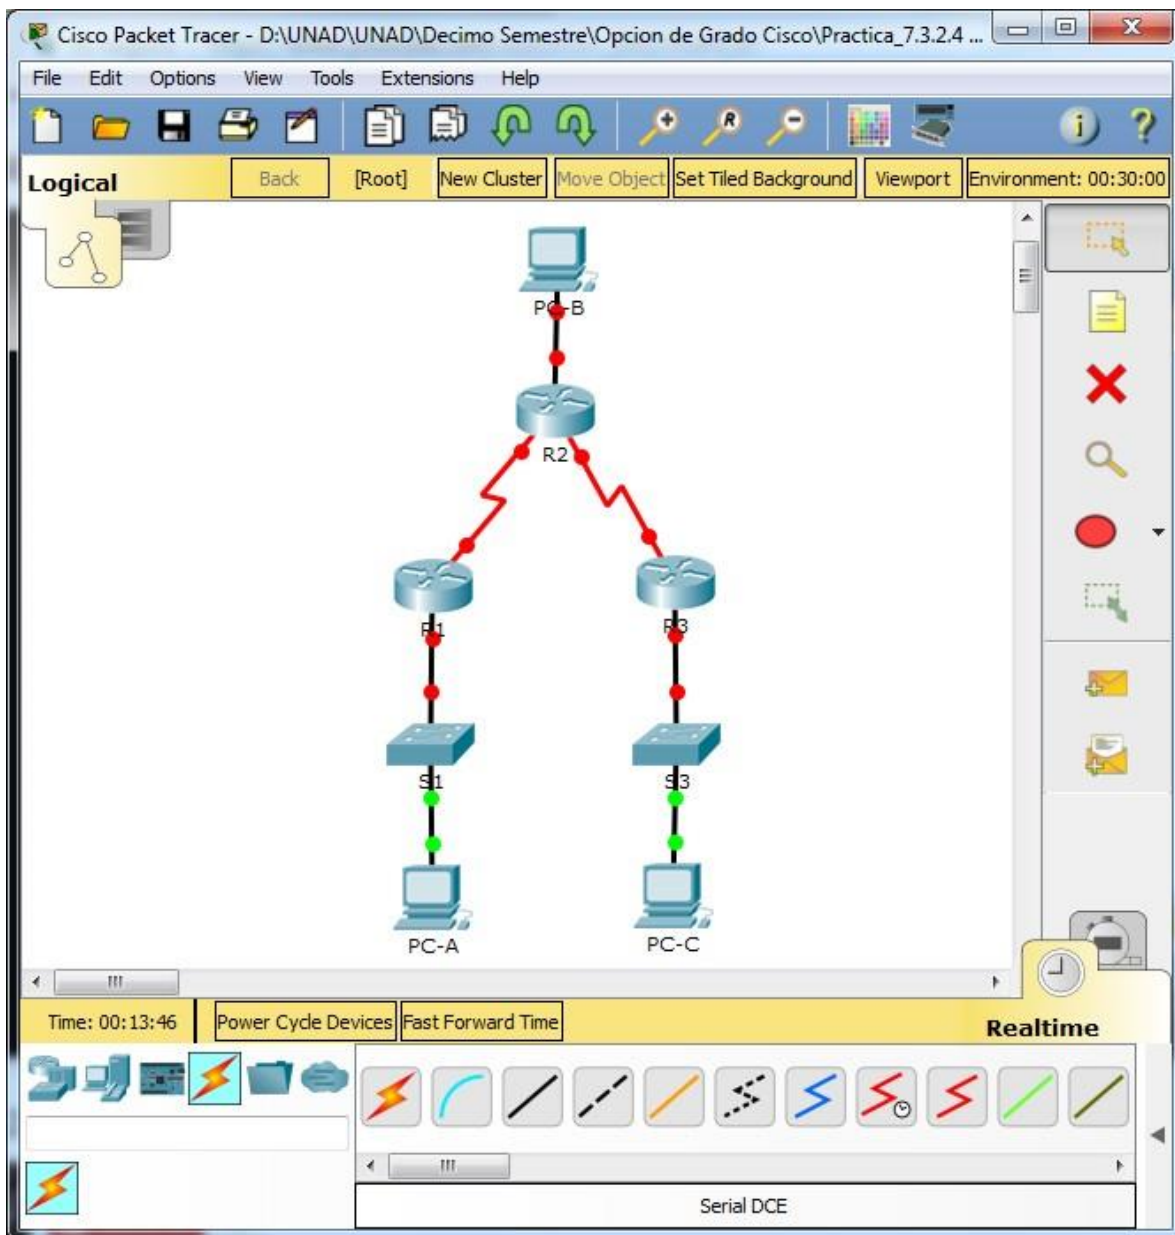 Cisco Packet Tracer - D:\UNAD\UNAD\Decimo Semestre\Opcion de Grado Cisco\Practica_7.3.2.4 ...
File Edit Options View Tools Extensions Help
Logical Back [Root] New Cluster Move Object Set Tiled Background Viewport Environment: 00:30:00
PC-B
R2
R1 R3
S1 S3
PC-A PC-C
Time: 00:13:46 Power Cycle Devices Fast Forward Time Realtime
Serial DCE